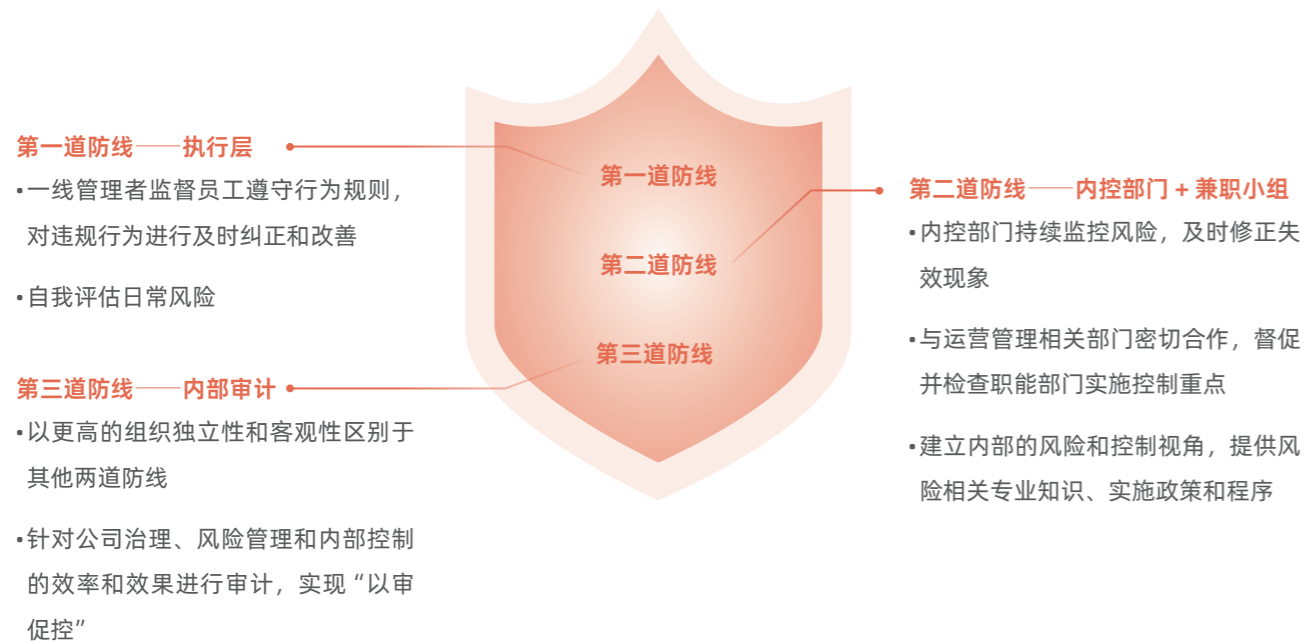 第一道防线——执行层
•一线管理者监督员工遵守行为规则，
对违规行为进行及时纠正和改善
•自我评估日常风险
第三道防线——内部审计
•以更高的组织独立性和客观性区别于
其他两道防线
•针对公司治理、风险管理和内部控制
的效率和效果进行审计，实现“以审
促控”
第一道防线
第二道防线
第三道防线
第二道防线——内控部门 + 兼职小组
•内控部门持续监控风险，及时修正失
效现象
•与运营管理相关部门密切合作，督促
并检查职能部门实施控制重点
•建立内部的风险和控制视角，提供风
险相关专业知识、实施政策和程序